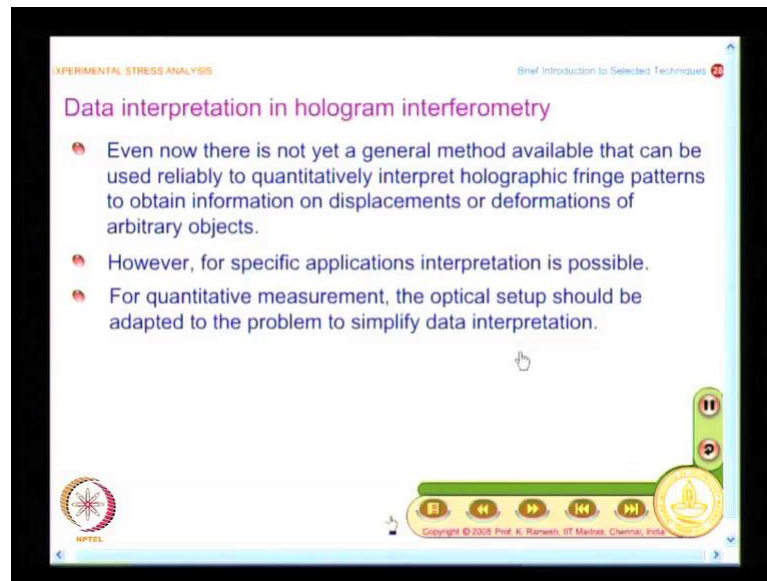 EXPERIMENTAL STRESS ANALYSIS
Brief Introduction to Selected Techniques 28
Data interpretation in hologram interferometry
Even now there is not yet a general method available that can be
used reliably to quantitatively interpret holographic fringe patterns
to obtain information on displacements or deformations of
arbitrary objects.
However, for specific applications interpretation is possible.
For quantitative measurement, the optical setup should be
adapted to the problem to simplify data interpretation.
NPTEL
Copyright © 2008 Prof. K. Ramesh, IIT Madras, Chennai, India